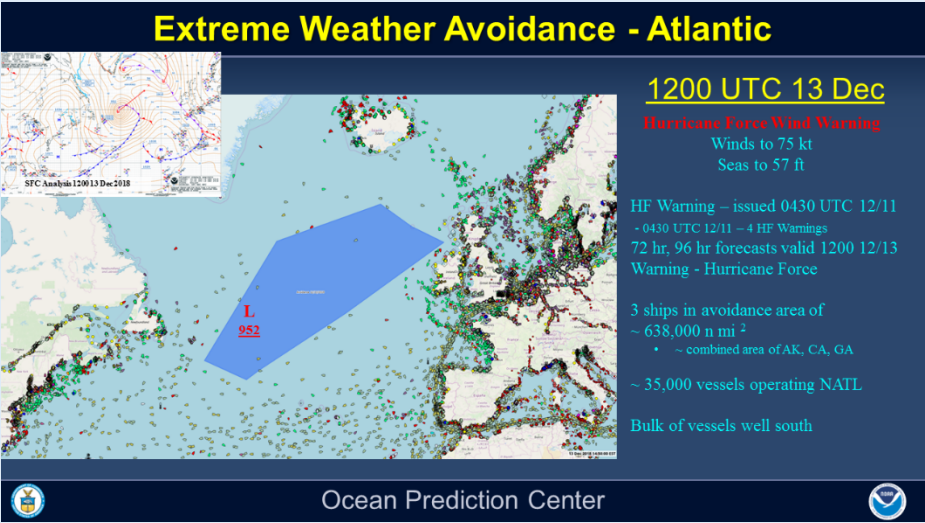 Extreme Weather Avoidance - Atlantic
SFC Analysis 1200 13 Dec 2018
L
952
1200 UTC 13 Dec
Hurricane Force Wind Warning
Winds to 75 kt
Seas to 57 ft
HF Warning – issued 0430 UTC 12/11
- 0430 UTC 12/11 – 4 HF Warnings
72 hr, 96 hr forecasts valid 1200 12/13
Warning - Hurricane Force
3 ships in avoidance area of
~ 638,000 n mi 2
• ~ combined area of AK, CA, GA
~ 35,000 vessels operating NATL
Bulk of vessels well south
Ocean Prediction Center